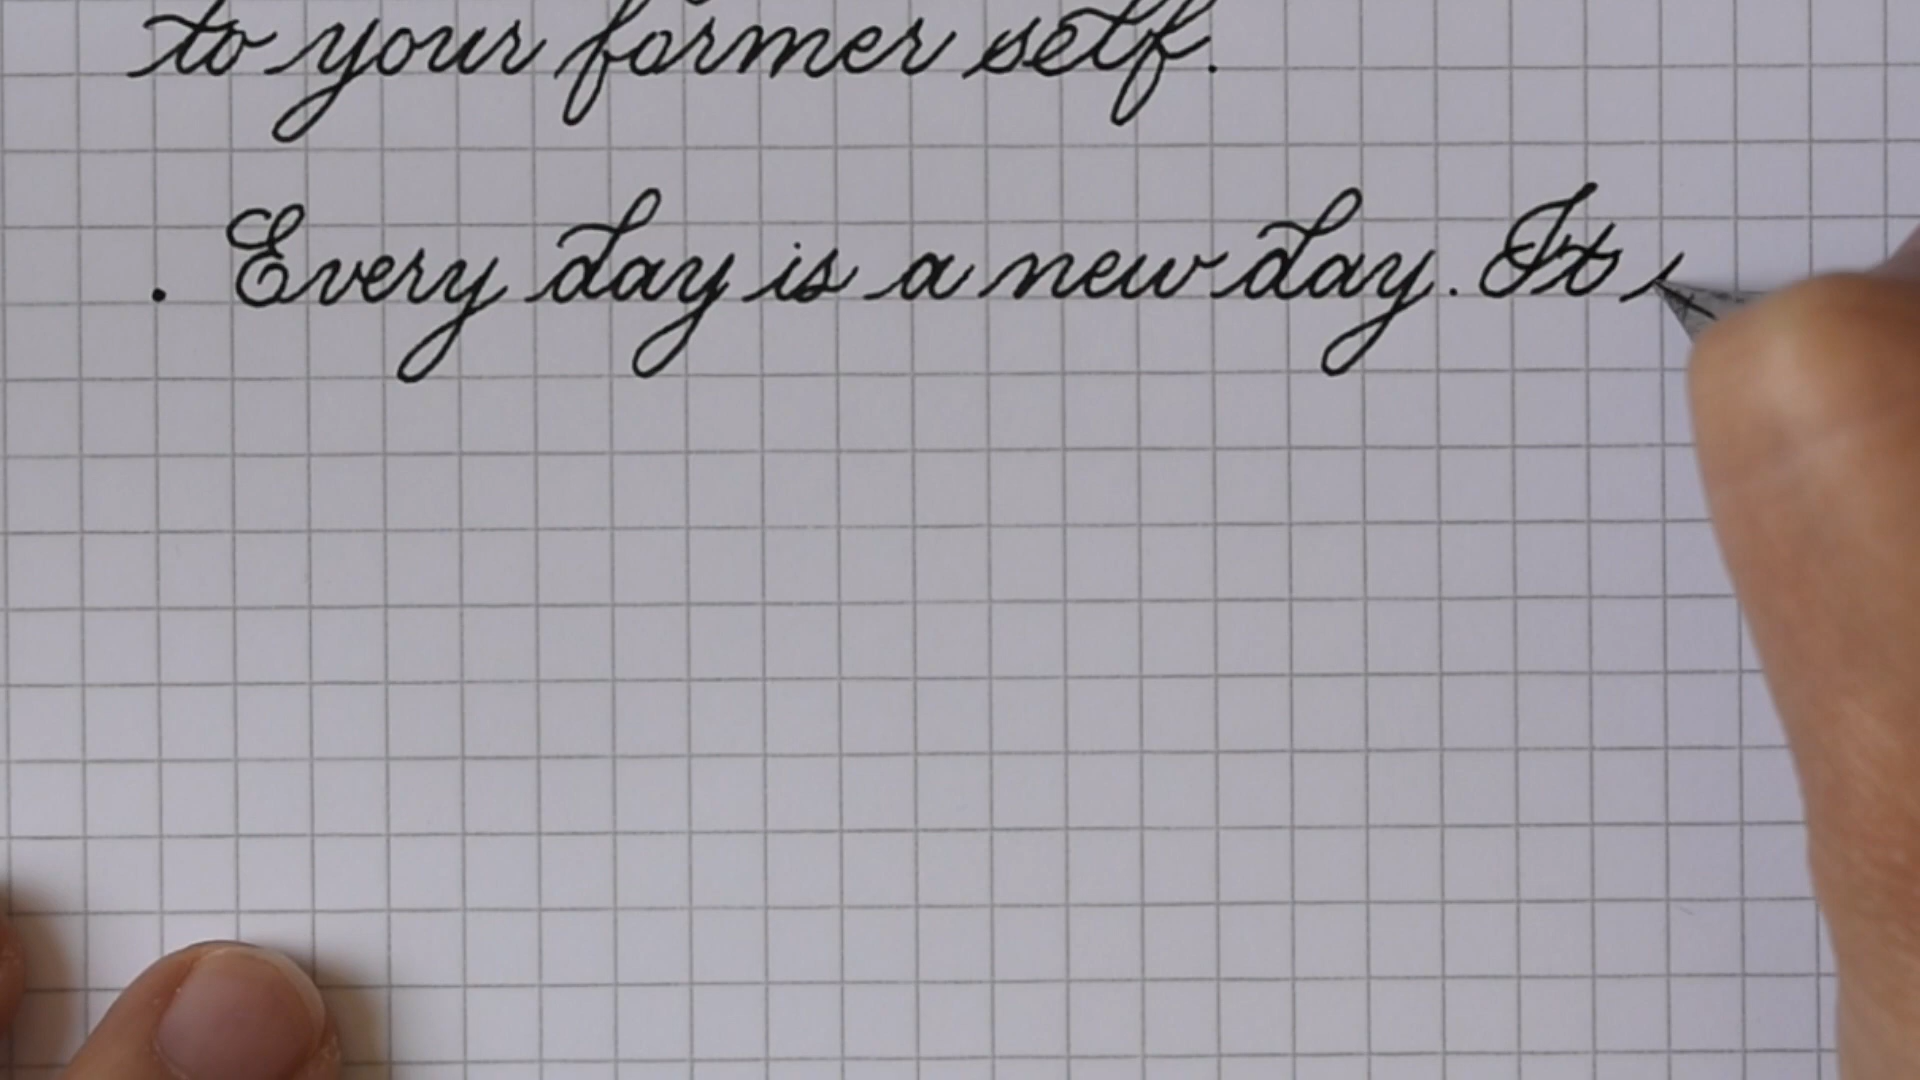 to your former self.
. Every day is a new day. It